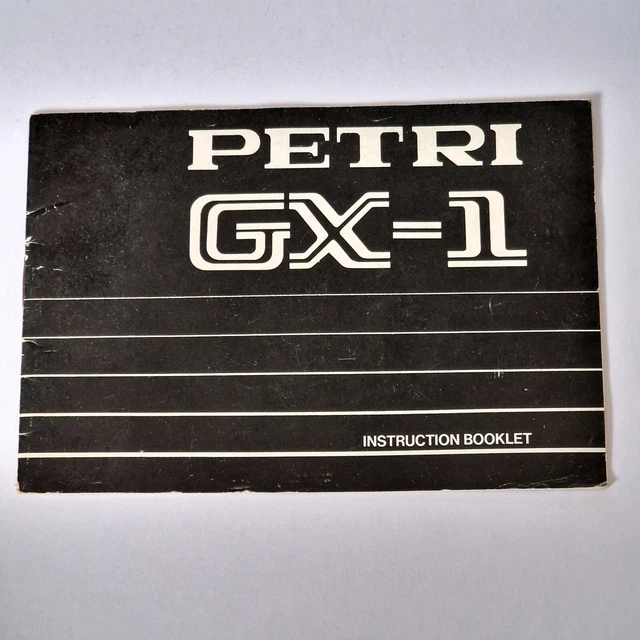 PETRI
GX-1
INSTRUCTION BOOKLET